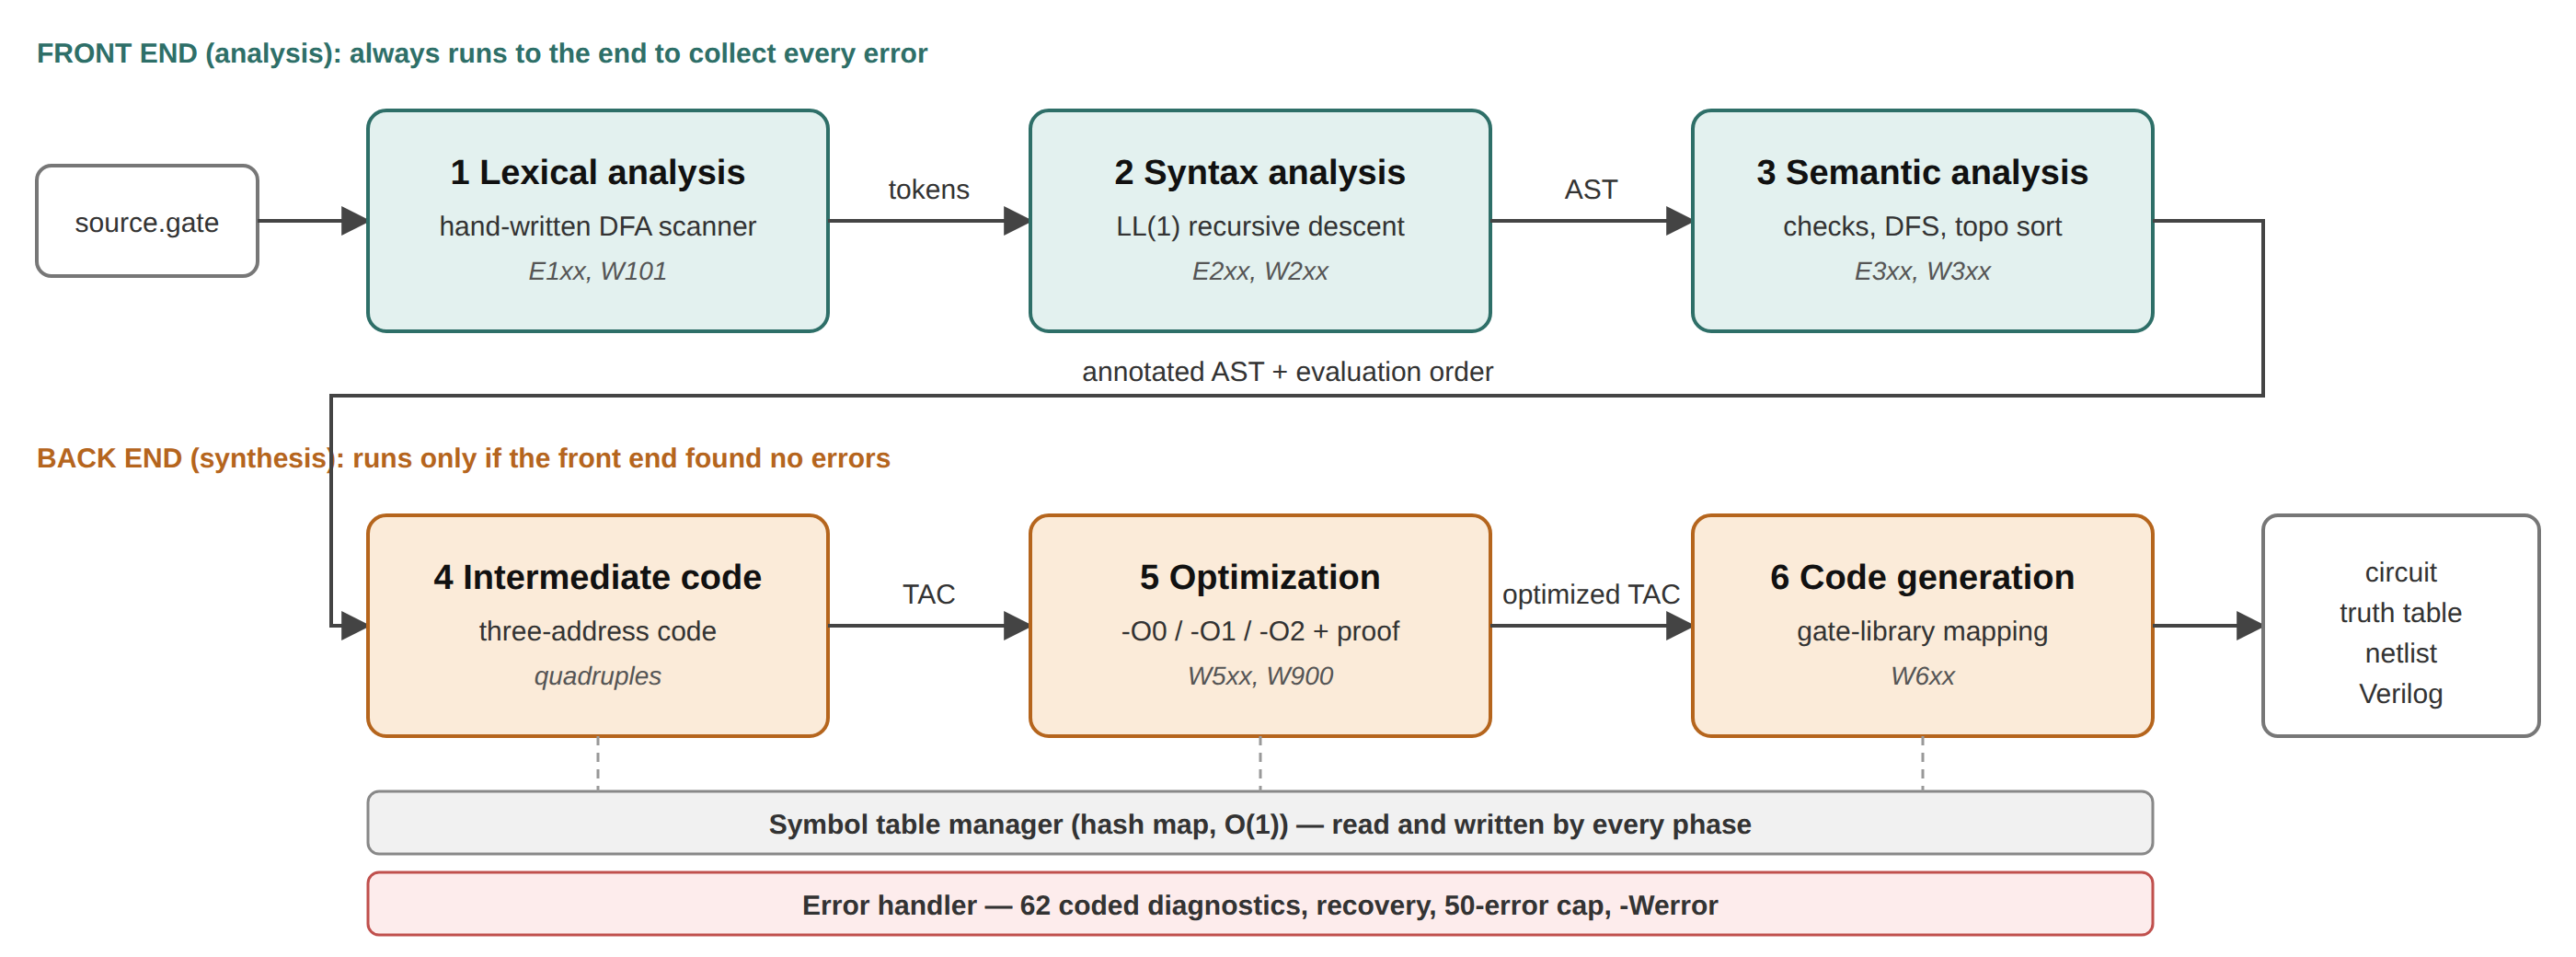 FRONT END (analysis): always runs to the end to collect every error
source.gate
1 Lexical analysis
hand-written DFA scanner
E1xx, W101
tokens
2 Syntax analysis
LL(1) recursive descent
E2xx, W2xx
AST
3 Semantic analysis
checks, DFS, topo sort
E3xx, W3xx
annotated AST + evaluation order
BACK END (synthesis): runs only if the front end found no errors
4 Intermediate code
three-address code
quadruples
TAC
5 Optimization
-O0 / -O1 / -O2 + proof
W5xx, W900
optimized TAC
6 Code generation
gate-library mapping
W6xx
circuit
truth table
netlist
Verilog
Symbol table manager (hash map, O(1)) — read and written by every phase
Error handler — 62 coded diagnostics, recovery, 50-error cap, -Werror